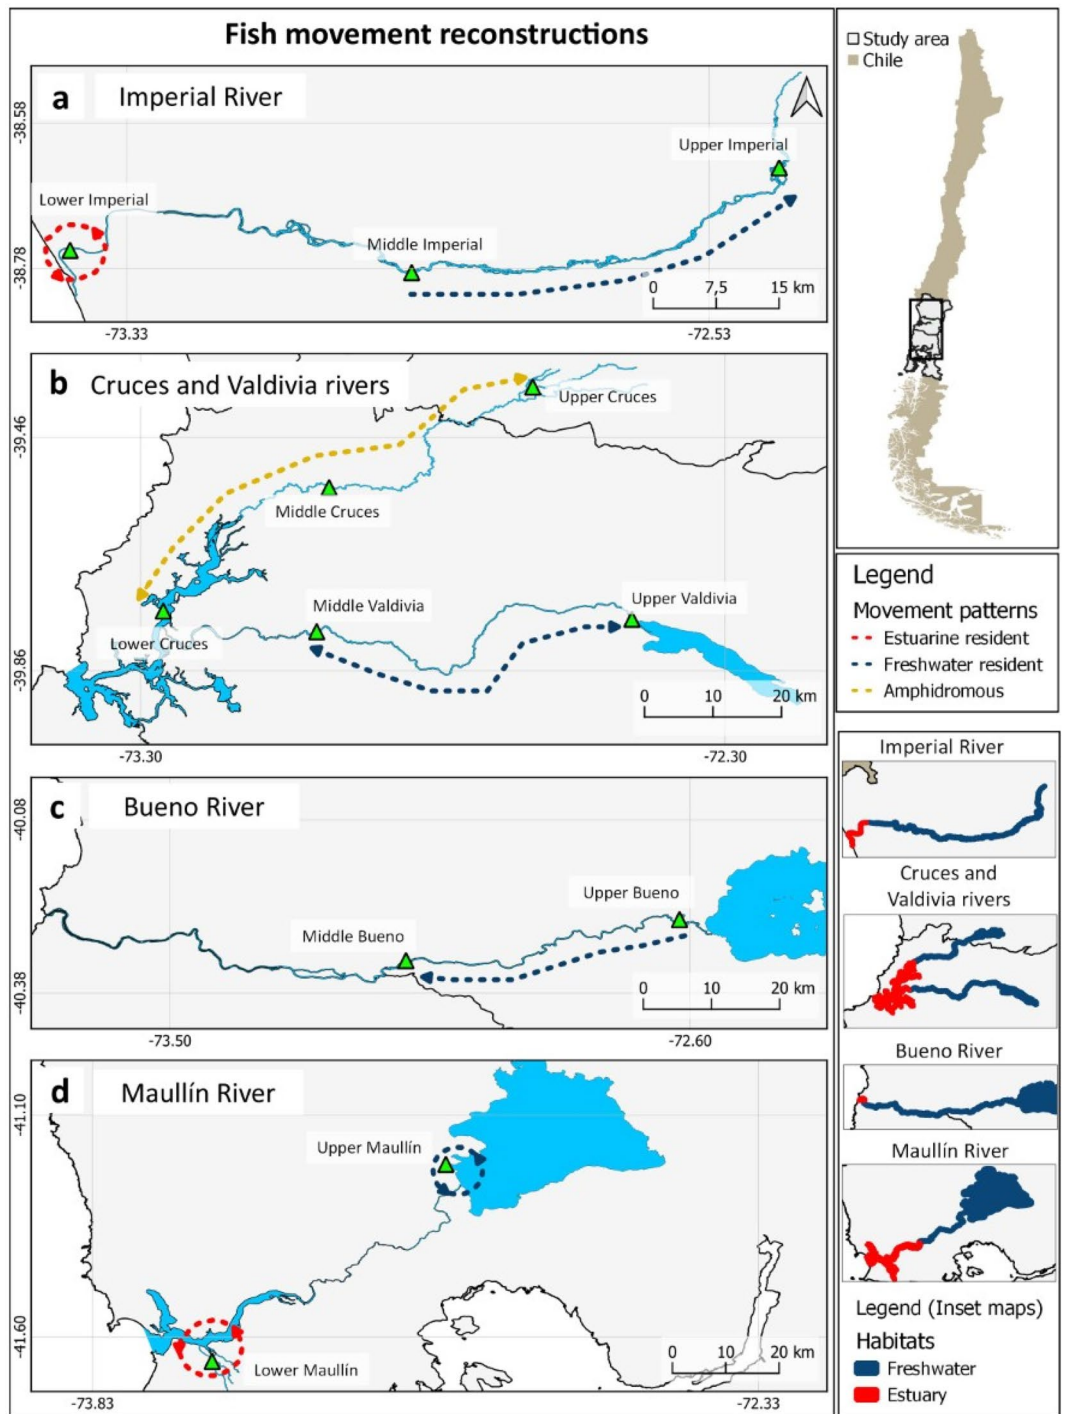 Fish movement reconstructions
a Imperial River
-38.58
-38.78
Lower Imperial
Middle Imperial
Upper Imperial
0 7,5 15 km
-73.33 -72.53
b Cruces and Valdivia rivers
-39.46
-39.86
Upper Cruces
Middle Cruces
Middle Valdivia
Upper Valdivia
Lower Cruces
0 10 20 km
-73.30 -72.30
c Bueno River
-40.08
-40.38
Upper Bueno
Middle Bueno
0 10 20 km
-73.50 -72.60
d Maullín River
-41.10
-41.60
Upper Maullín
Lower Maullín
0 10 20 km
-73.83 -72.33
Study area
Chile
Legend
Movement patterns
Estuarine resident
Freshwater resident
Amphidromous
Imperial River
Cruces and
Valdivia rivers
Bueno River
Maullín River
Legend (Inset maps)
Habitats
Freshwater
Estuary